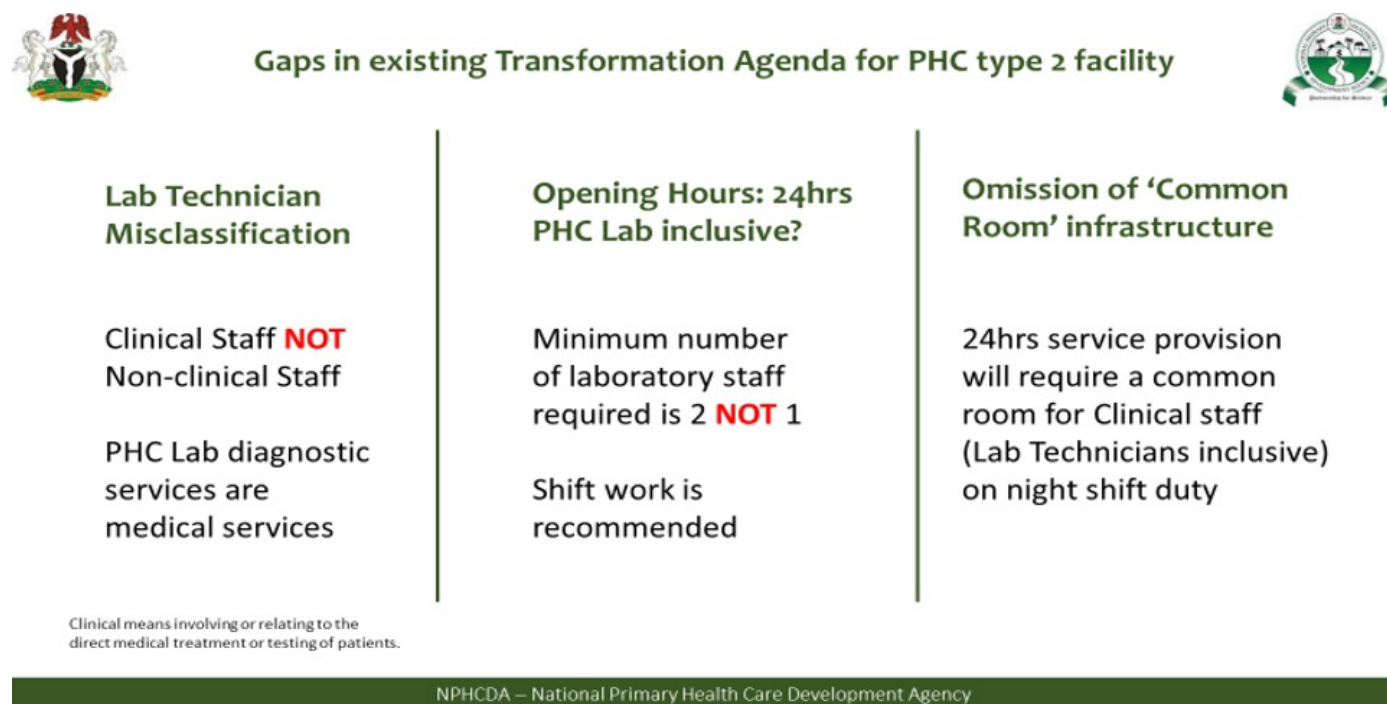 Gaps in existing Transformation Agenda for PHC type 2 facility
Lab Technician
Misclassification
Clinical Staff NOT
Non-clinical Staff
PHC Lab diagnostic
services are
medical services
Clinical means involving or relating to the
direct medical treatment or testing of patients.
Opening Hours: 24hrs
PHC Lab inclusive?
Minimum number
of laboratory staff
required is 2 NOT 1
Shift work is
recommended
Omission of ‘Common
Room’ infrastructure
24hrs service provision
will require a common
room for Clinical staff
(Lab Technicians inclusive)
on night shift duty
NPHCDA – National Primary Health Care Development Agency